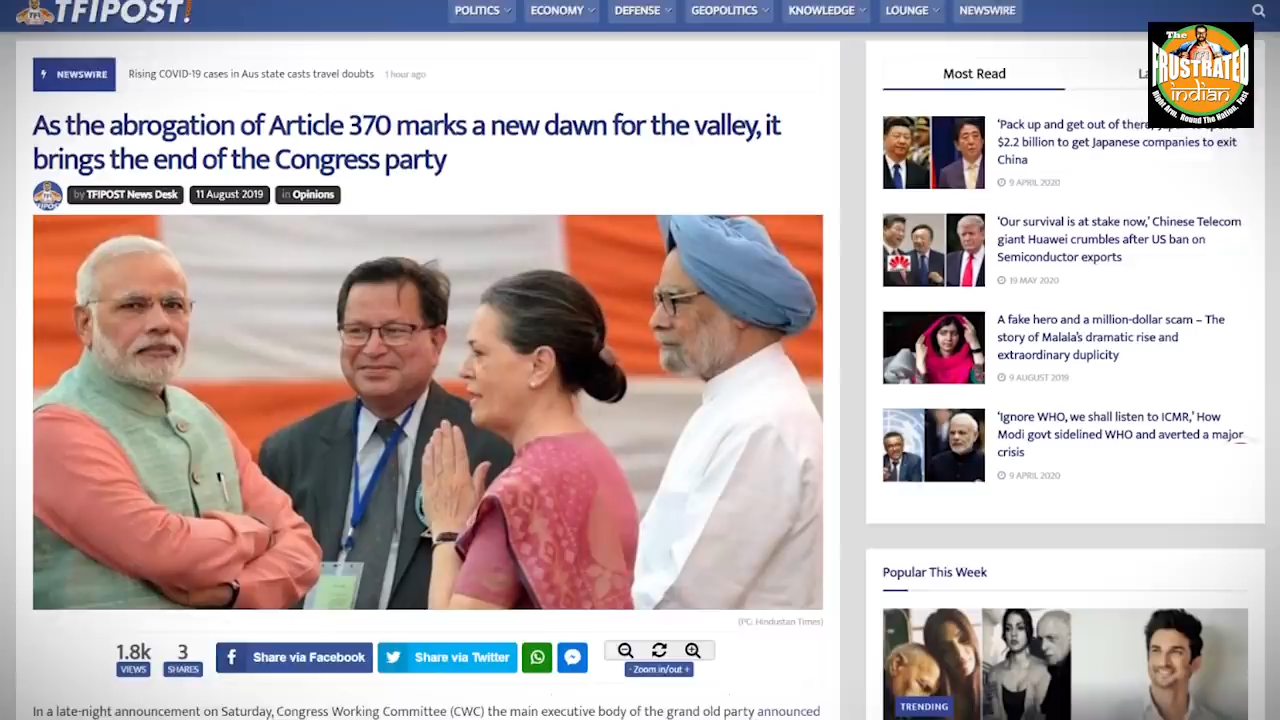 TFIPOST!
POLITICS
ECONOMY
DEFENSE
GEOPOLITICS
KNOWLEDGE
LOUNGE
NEWSWIRE
The
FRUSTRATED
indian
Right Arm. Round The Nation. Fast
NEWSWIRE
Rising COVID-19 cases in Aus state casts travel doubts
1 hour ago
As the abrogation of Article 370 marks a new dawn for the valley, it
brings the end of the Congress party
by TFIPOST News Desk
11 August 2019
in Opinions
(PC: Hindustan Times)
1.8k
VIEWS
3
SHARES
Share via Facebook
Share via Twitter
- Zoom in/out +
In a late-night announcement on Saturday, Congress Working Committee (CWC) the main executive body of the grand old party announced
Most Read
'Pack up and get out of there,'
$2.2 billion to get Japanese companies to exit
China
9 APRIL 2020
'Our survival is at stake now,' Chinese Telecom
giant Huawei crumbles after US ban on
Semiconductor exports
19 MAY 2020
A fake hero and a million-dollar scam – The
story of Malala's dramatic rise and
extraordinary duplicity
9 AUGUST 2019
'Ignore WHO, we shall listen to ICMR,' How
Modi govt sidelined WHO and averted a major
crisis
9 APRIL 2020
Popular This Week
TRENDING